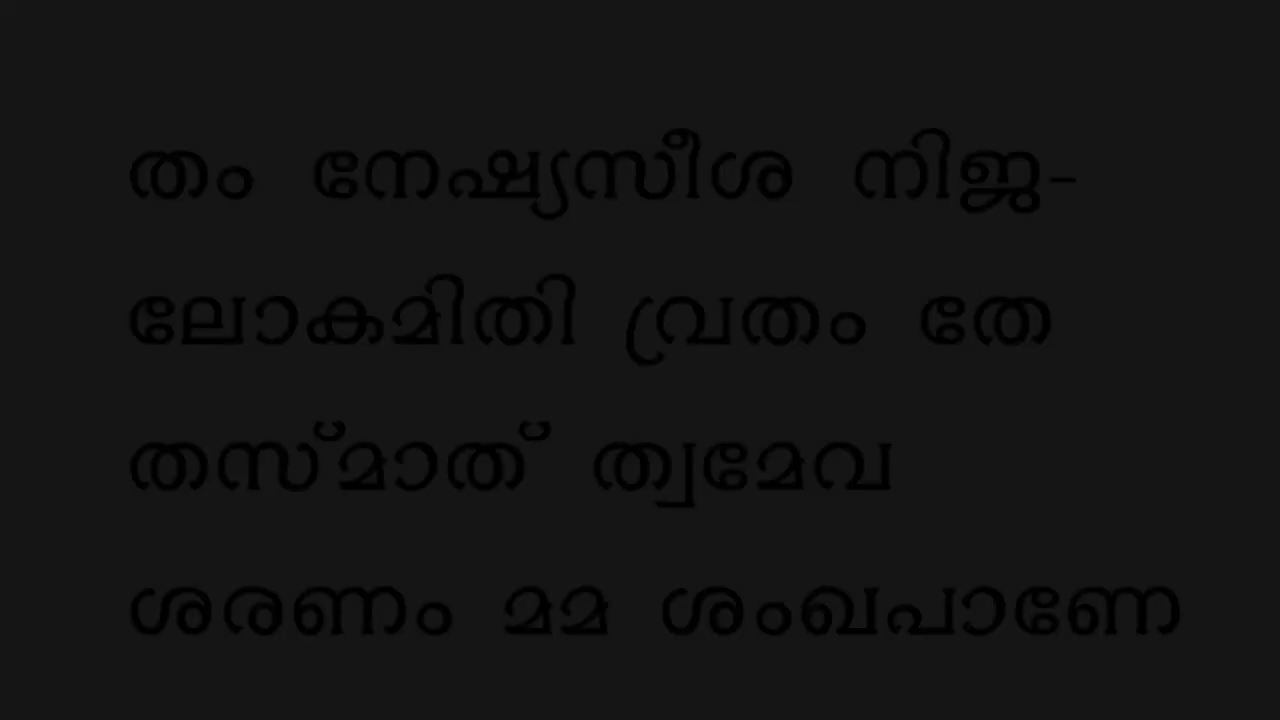 തം നേഷ്യസീശ നിജ-
ലോകമിതി വ്രതം തേ
തസ്മാത് ത്വമേവ
ശരണം മമ ശംഖപാണേ